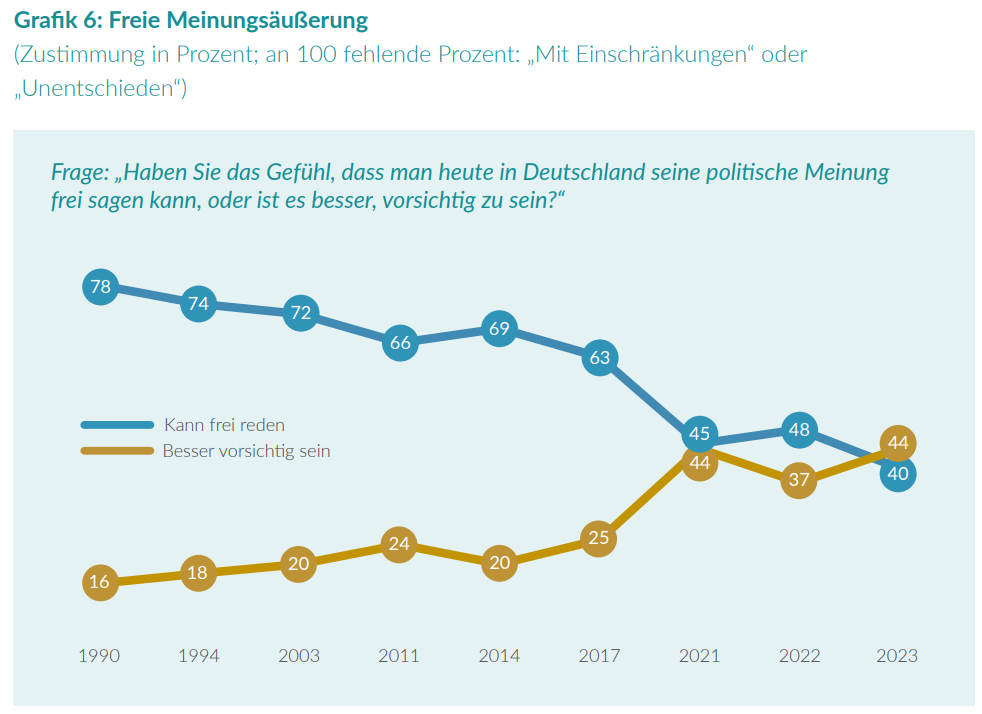 Grafik 6: Freie Meinungsäußerung
(Zustimmung in Prozent; an 100 fehlende Prozent: „Mit Einschränkungen“ oder
„Unentschieden“)
Frage: „Haben Sie das Gefühl, dass man heute in Deutschland seine politische Meinung
frei sagen kann, oder ist es besser, vorsichtig zu sein?“
78
74
72
66
69
63
45
48
40
Kann frei reden
Besser vorsichtig sein
16
18
20
24
20
25
44
37
44
1990 1994 2003 2011 2014 2017 2021 2022 2023